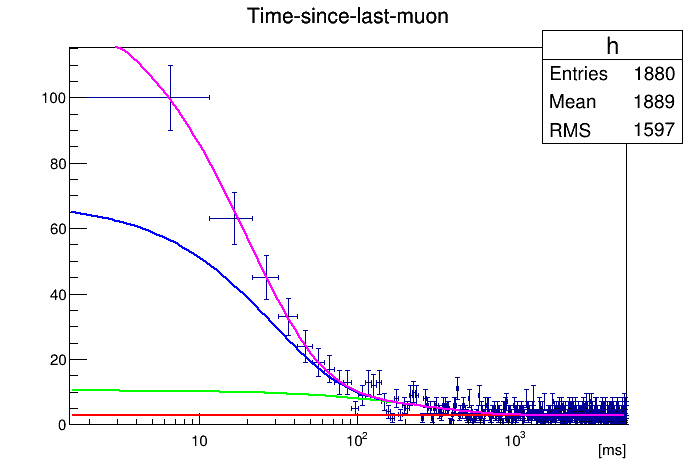 Time-since-last-muon
h
Entries 1880
Mean 1889
RMS 1597
100
80
60
40
20
0
10 10² 10³
[ms]